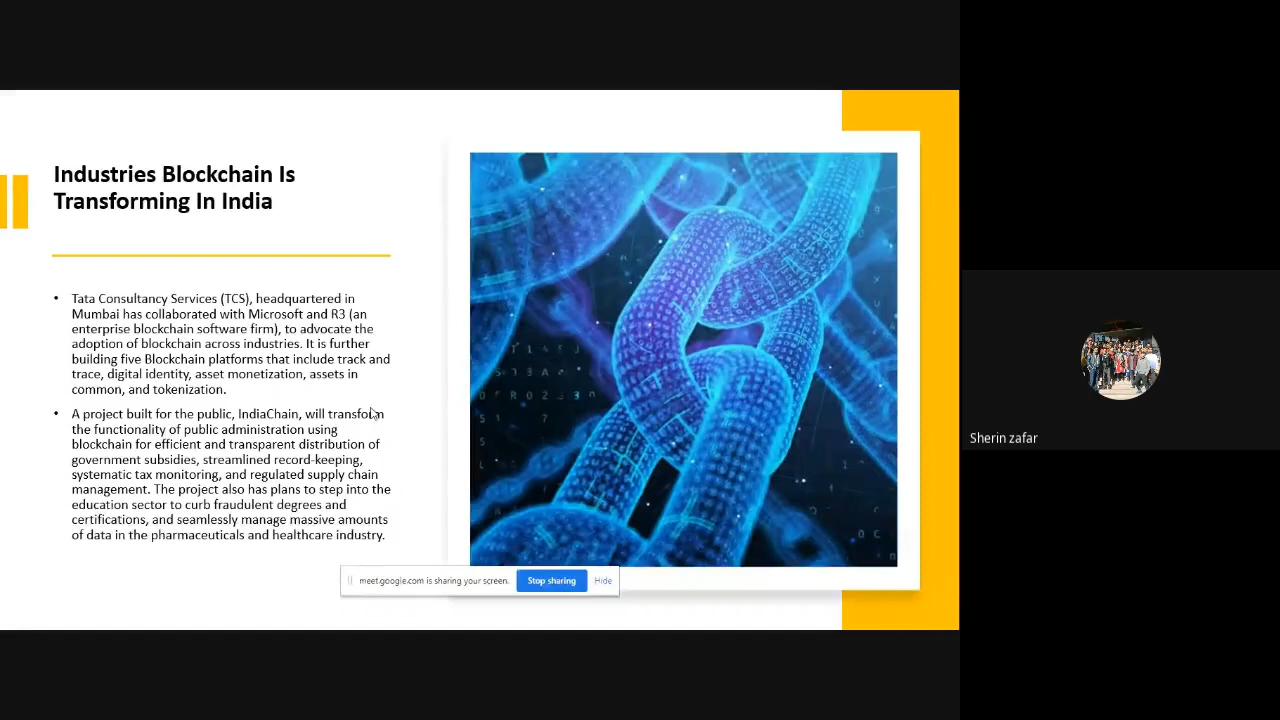 Industries Blockchain Is
Transforming In India
• Tata Consultancy Services (TCS), headquartered in
Mumbai has collaborated with Microsoft and R3 (an
enterprise blockchain software firm), to advocate the
adoption of blockchain across industries. It is further
building five Blockchain platforms that include track and
trace, digital identity, asset monetization, assets in
common, and tokenization.
• A project built for the public, IndiaChain, will transform
the functionality of public administration using
blockchain for efficient and transparent distribution of
government subsidies, streamlined record-keeping,
systematic tax monitoring, and regulated supply chain
management. The project also has plans to step into the
education sector to curb fraudulent degrees and
certifications, and seamlessly manage massive amounts
of data in the pharmaceuticals and healthcare industry.
meet.google.com is sharing your screen.
Stop sharing
Hide
Sherin zafar